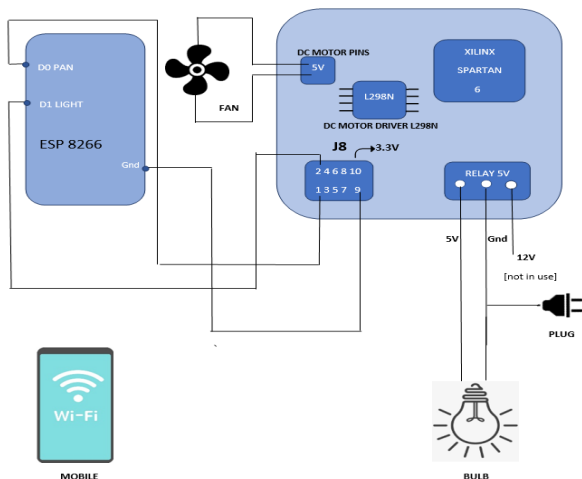 D0 PAN
D1 LIGHT
ESP 8266
Gnd
FAN
DC MOTOR PINS
5V
L298N
DC MOTOR DRIVER L298N
XILINX
SPARTAN
6
J8
3.3V
2 4 6 8 10
1 3 5 7 9
RELAY 5V
5V
Gnd
12V
[not in use]
PLUG
Wi-Fi
MOBILE
BULB